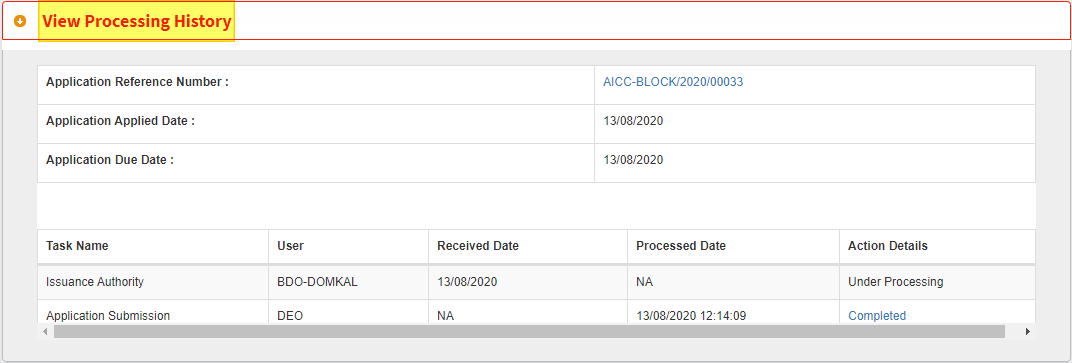 View Processing History
Application Reference Number : AICC-BLOCK/2020/00033
Application Applied Date : 13/08/2020
Application Due Date : 13/08/2020
Task Name User Received Date Processed Date Action Details
Issuance Authority BDO-DOMKAL 13/08/2020 NA Under Processing
Application Submission DEO NA 13/08/2020 12:14:09 Completed